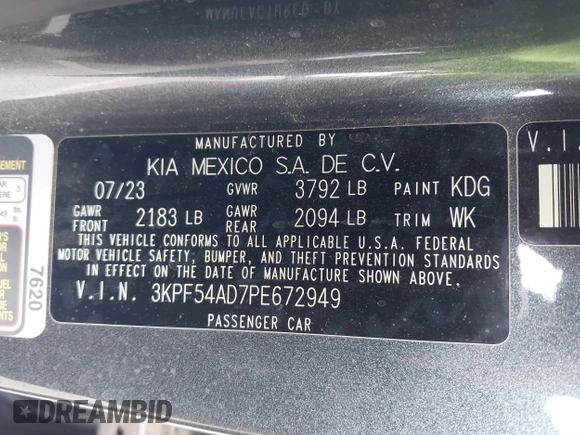 MANUFACTURED BY
MANUFACTURED BY
KIA MEXICO S.A. DE C.V.
07/23 GVWR 3792 LB PAINT KDG
GAWR FRONT 2183 LB GAWR REAR 2094 LB TRIM WK
THIS VEHICLE CONFORMS TO ALL APPLICABLE U.S.A. FEDERAL
MOTOR VEHICLE SAFETY, BUMPER, AND THEFT PREVENTION STANDARDS
IN EFFECT ON THE DATE OF MANUFACTURE SHOWN ABOVE.
V.I.N. 3KPF54AD7PE672949
PASSENGER CAR
7620
V.I.
DREAMBID